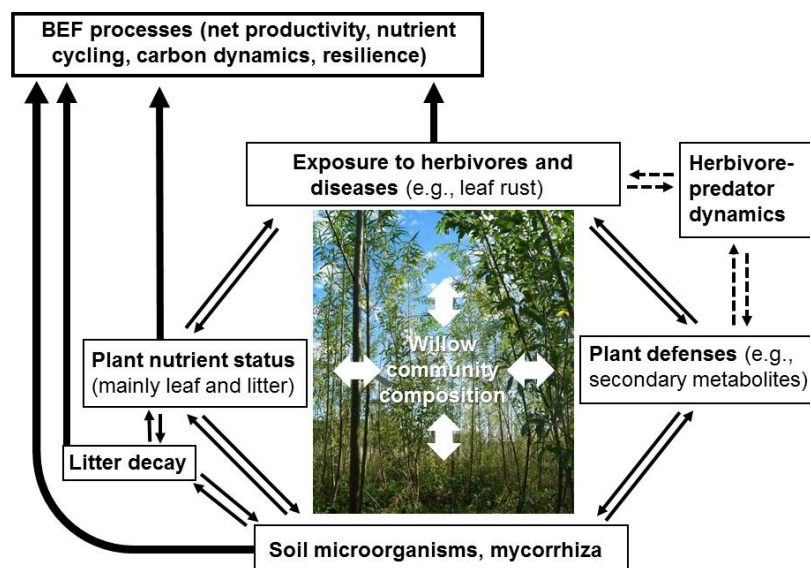 BEF processes (net productivity, nutrient
cycling, carbon dynamics, resilience)
Exposure to herbivores and
diseases (e.g., leaf rust)
Herbivore-
predator
dynamics
Plant nutrient status
(mainly leaf and litter)
Willow
community
composition
Plant defenses (e.g.,
secondary metabolites)
Litter decay
Soil microorganisms, mycorrhiza